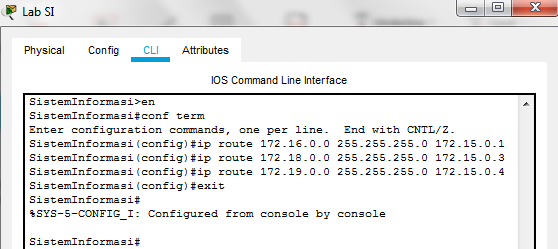 Lab SI
Physical Config CLI Attributes
IOS Command Line Interface
SistemInformasi>en
SistemInformasi#conf term
Enter configuration commands, one per line.  End with CNTL/Z.
SistemInformasi(config)#ip route 172.16.0.0 255.255.255.0 172.15.0.1
SistemInformasi(config)#ip route 172.18.0.0 255.255.255.0 172.15.0.3
SistemInformasi(config)#ip route 172.19.0.0 255.255.255.0 172.15.0.4
SistemInformasi(config)#exit
SistemInformasi#
%SYS-5-CONFIG_I: Configured from console by console
SistemInformasi#